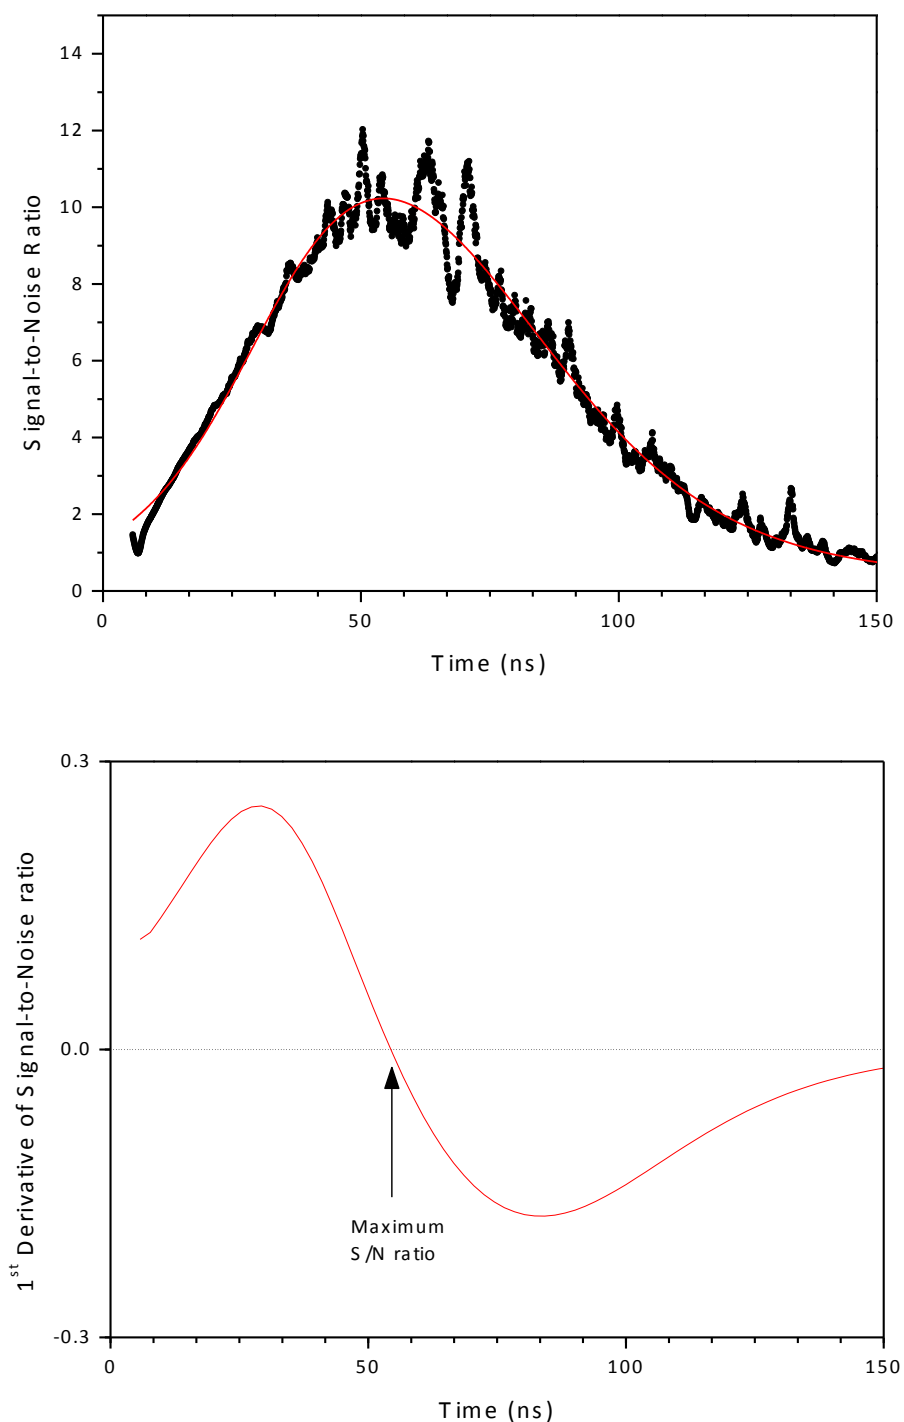 Signal-to-Noise Ratio
14
12
10
8
6
4
2
0
0 50 100 150
Time (ns)
1st Derivative of Signal-to-Noise ratio
0.3
0.0
-0.3
Maximum
S/N ratio
0 50 100 150
Time (ns)